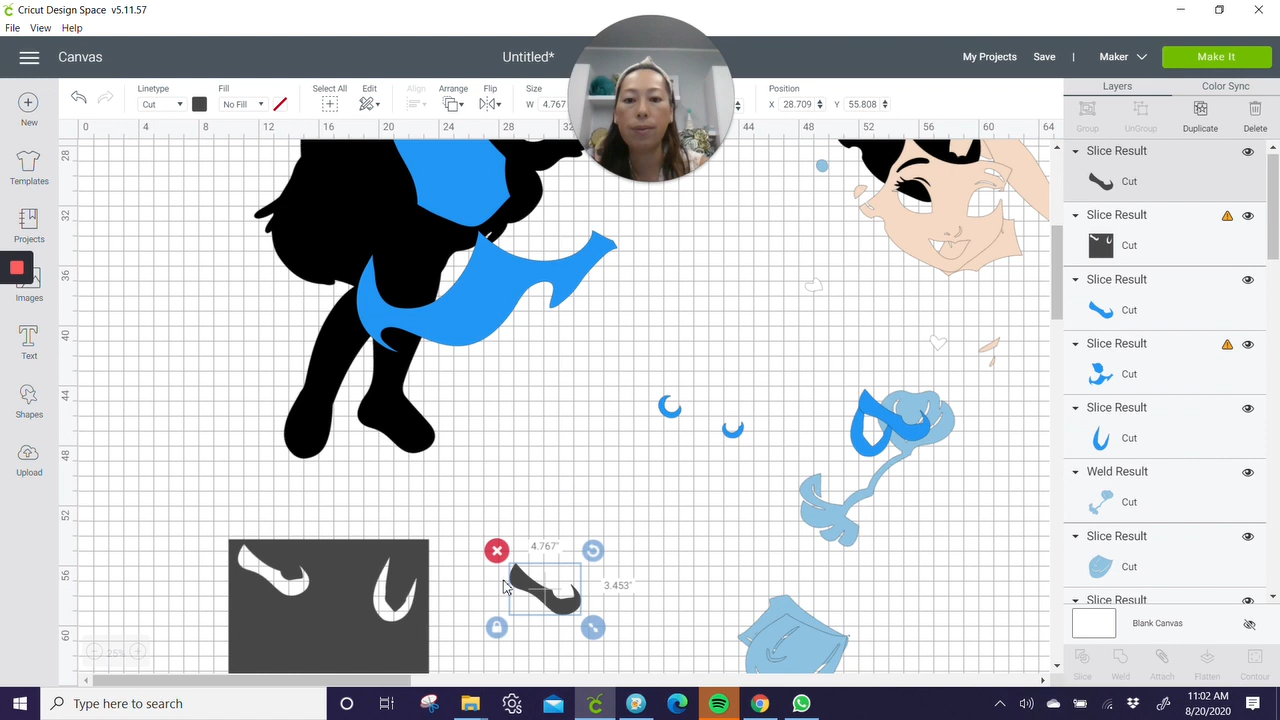 Cricut Design Space v5.11.57
File View Help
Canvas
Untitled*
My Projects Save | Maker Make It
Linetype Fill Select All Edit Align Arrange Flip Size Position
Cut No Fill W 4.767 X 28.709 Y 55.808
Layers Color Sync
Group UnGroup Duplicate Delete
0 4 8 12 16 20 24 28 32 44 48 52 56 60 64
28
32
36
40
44
48
52
56
60
New
Templates
Projects
Images
Text
Shapes
Upload
4.767"
3.453"
25%
Slice Result
Cut
Slice Result
Cut
Slice Result
Cut
Slice Result
Cut
Slice Result
Cut
Weld Result
Cut
Slice Result
Cut
Slice Result
Blank Canvas
Slice Weld Attach Flatten Contour
Type here to search
11:02 AM
8/20/2020